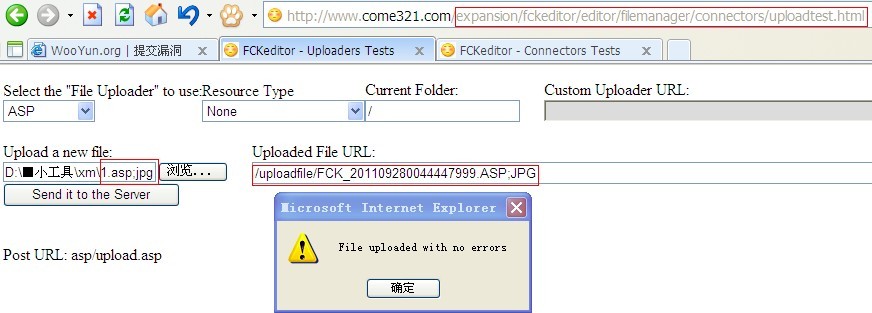 http://www.come321.com/expansion/fckeditor/editor/filemanager/connectors/uploadtest.html
WooYun.org | 提交漏洞
FCKeditor - Uploaders Tests
FCKeditor - Connectors Tests
Select the "File Uploader" to use:
Resource Type
Current Folder:
Custom Uploader URL:
ASP
None
/
Upload a new file:
Uploaded File URL:
D:\■小工具\xm\1.asp;jpg
浏览...
/uploadfile/FCK_201109280044447999.ASP;JPG
Send it to the Server
Microsoft Internet Explorer
File uploaded with no errors
确定
Post URL: asp/upload.asp